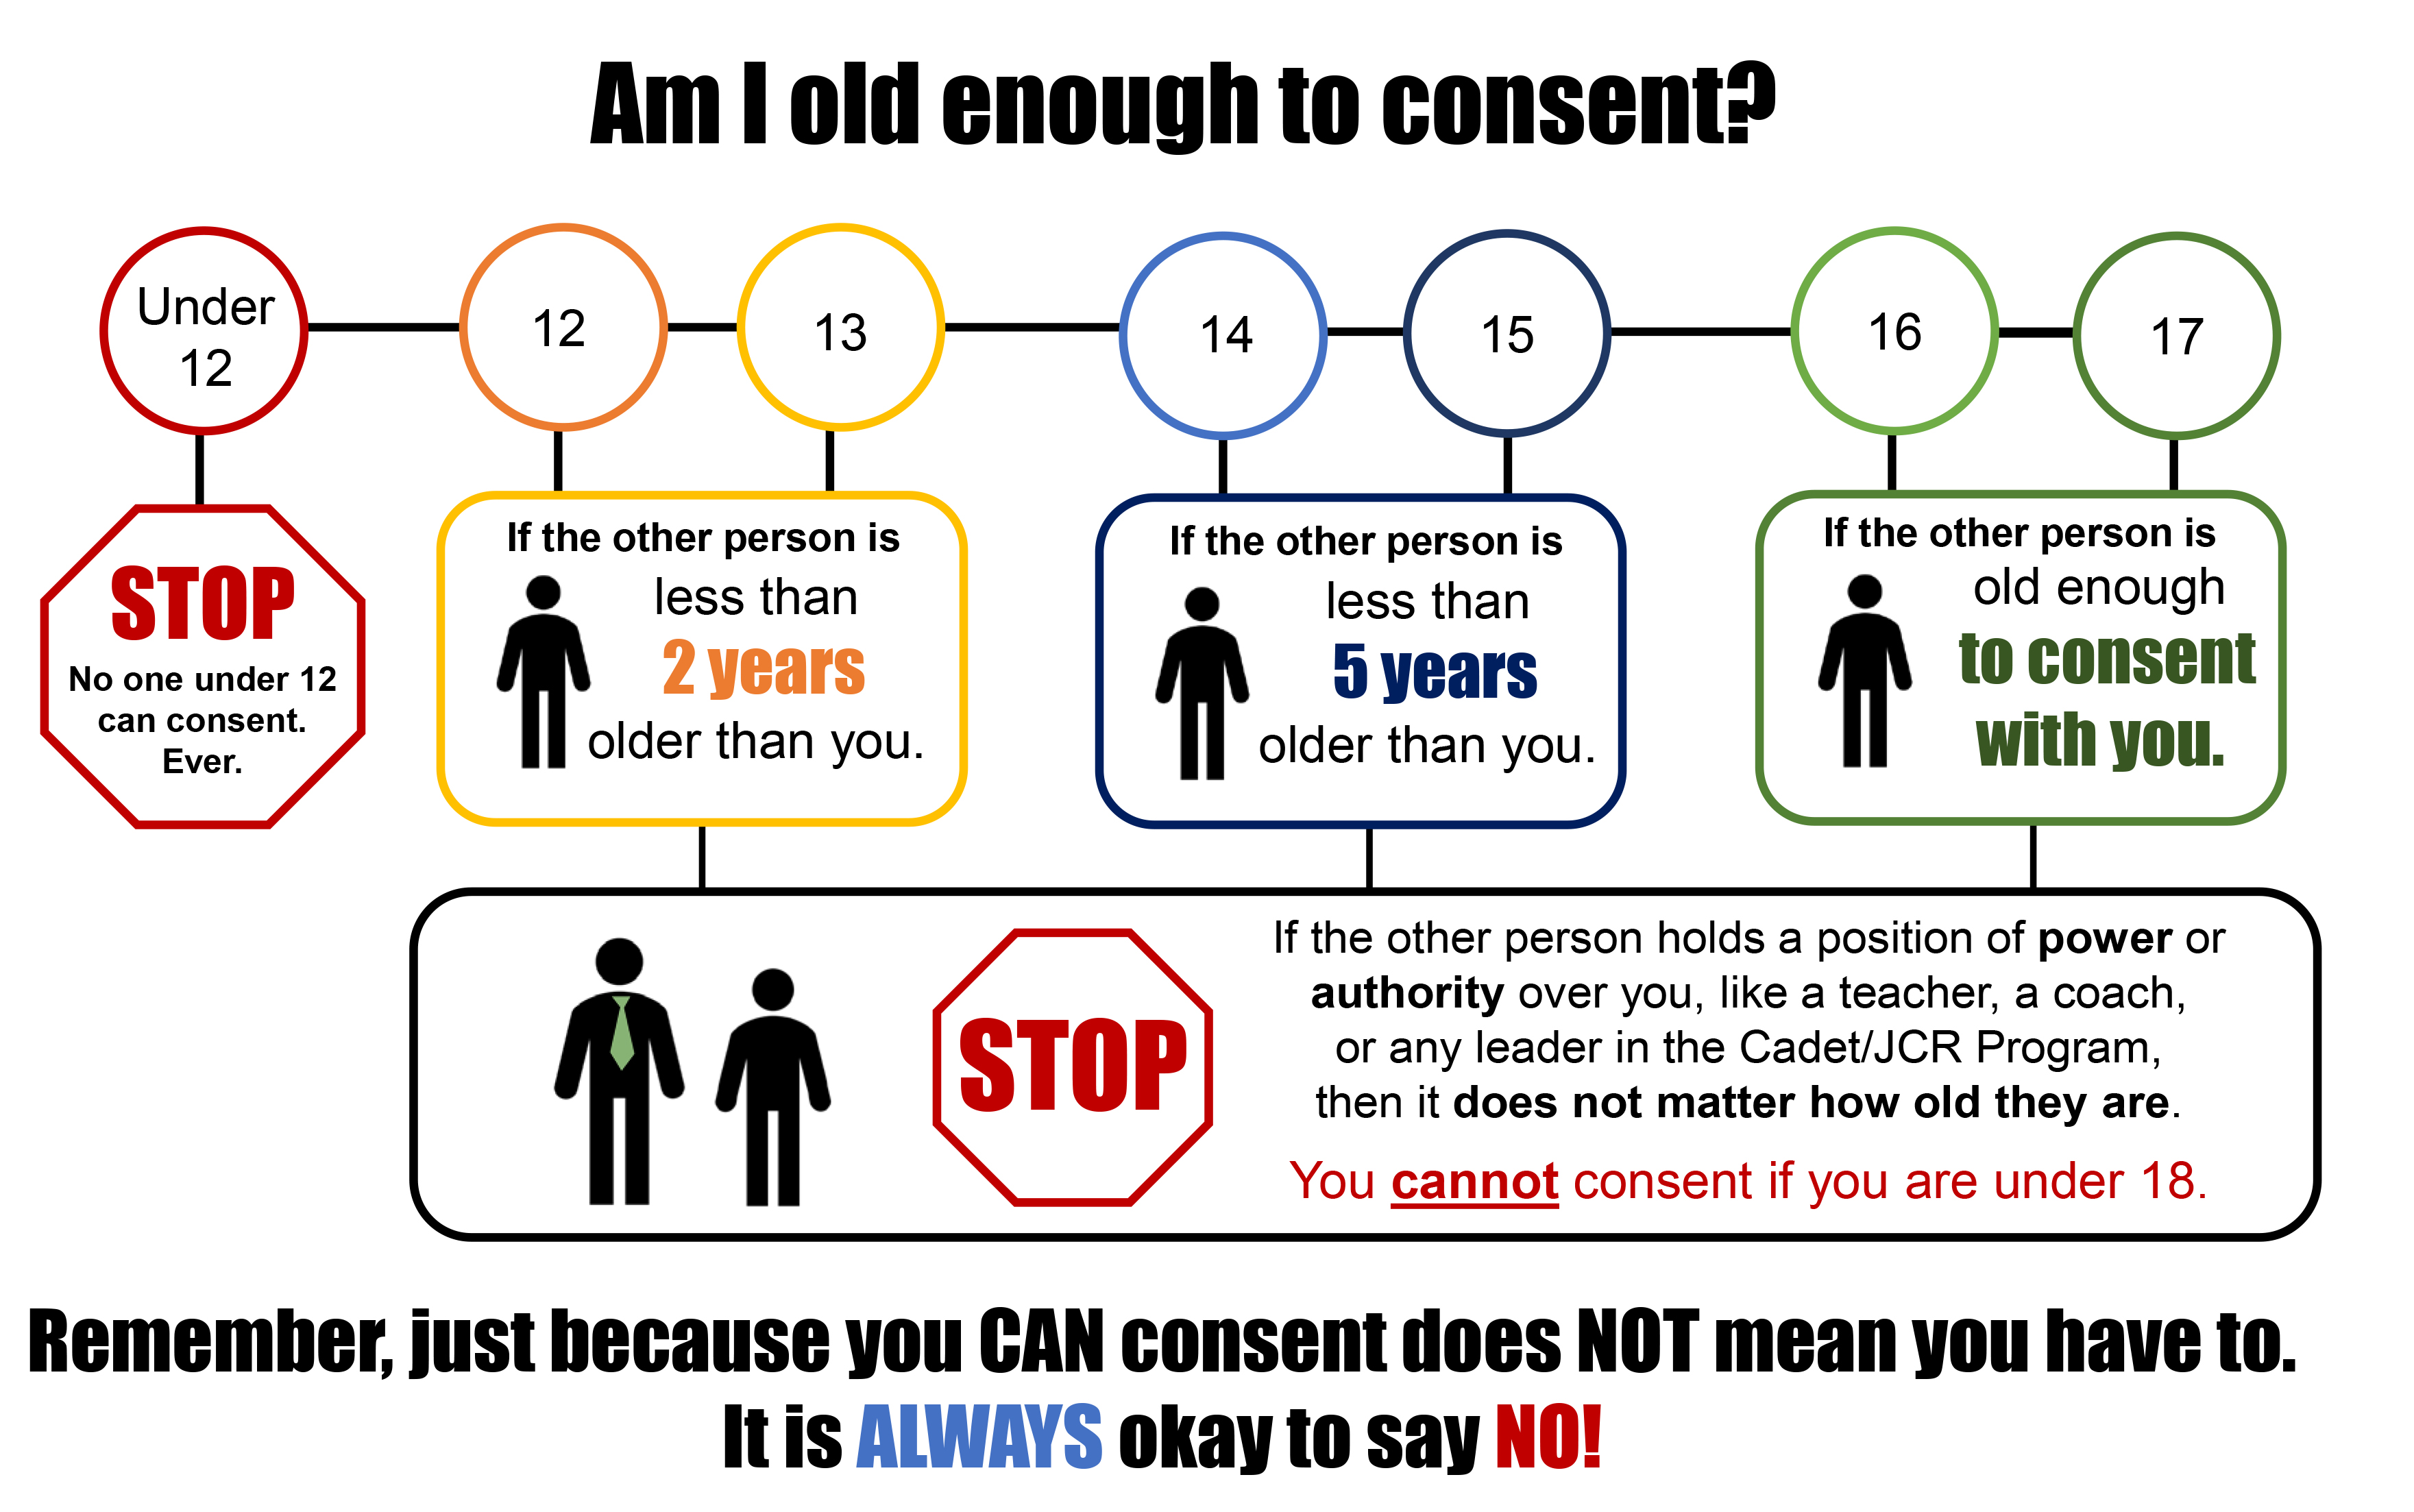 Am I old enough to consent?
Under
12
12
13
14
15
16
17
STOP
No one under 12
can consent.
Ever.
If the other person is
less than
2 years
older than you.
If the other person is
less than
5 years
older than you.
If the other person is
old enough
to consent
with you.
STOP
If the other person holds a position of power or
authority over you, like a teacher, a coach,
or any leader in the Cadet/JCR Program,
then it does not matter how old they are.
You cannot consent if you are under 18.
Remember, just because you CAN consent does NOT mean you have to.
It is ALWAYS okay to say NO!